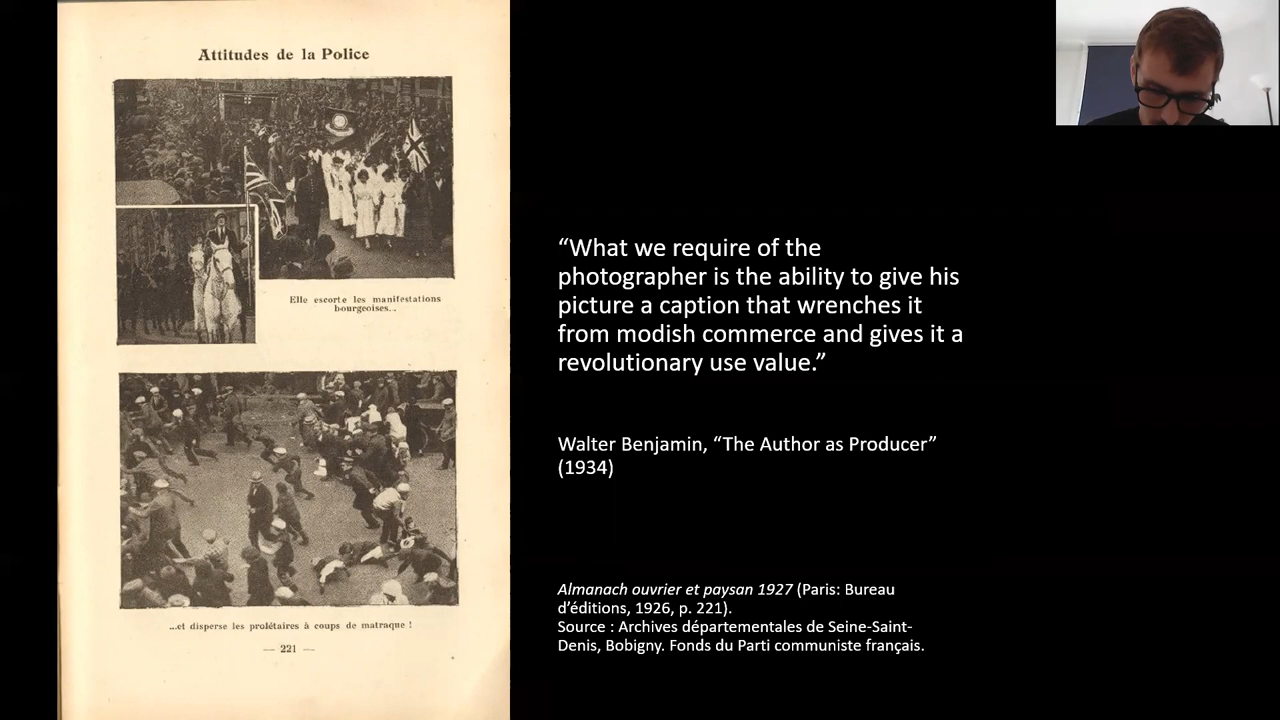 Attitudes de la Police
Elle escorte les manifestations
bourgeoises..
...et disperse les prolétaires à coups de matraque !
— 221 —
“What we require of the
photographer is the ability to give his
picture a caption that wrenches it
from modish commerce and gives it a
revolutionary use value.”
Walter Benjamin, “The Author as Producer”
(1934)
Almanach ouvrier et paysan 1927 (Paris: Bureau
d’éditions, 1926, p. 221).
Source : Archives départementales de Seine-Saint-
Denis, Bobigny. Fonds du Parti communiste français.